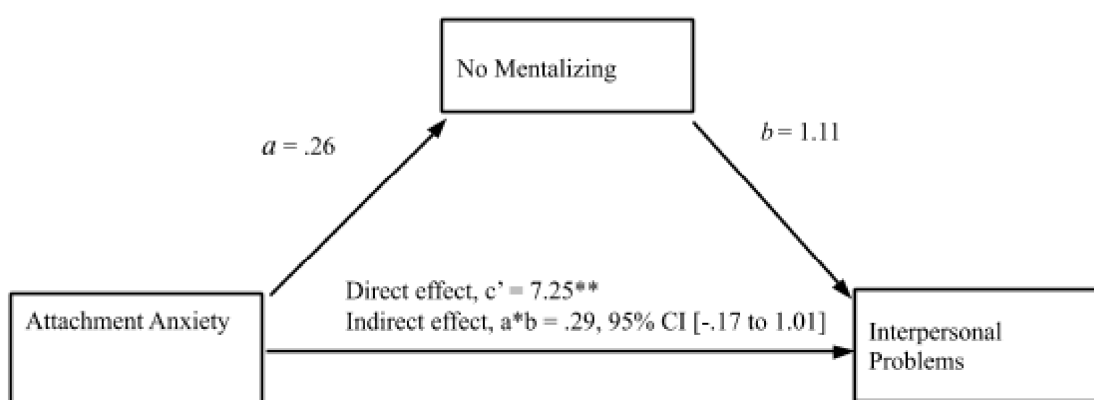 No Mentalizing
a = .26
b = 1.11
Direct effect, c’ = 7.25**
Indirect effect, a*b = .29, 95% CI [-.17 to 1.01]
Attachment Anxiety
Interpersonal
Problems